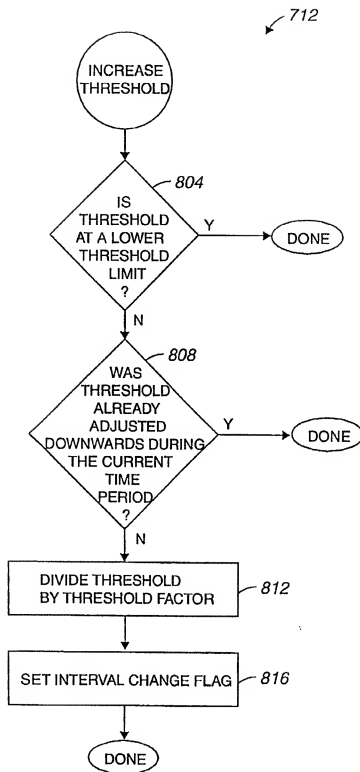 712
INCREASE
THRESHOLD
804
IS
THRESHOLD
AT A LOWER
THRESHOLD
LIMIT
?
Y
DONE
N
808
WAS
THRESHOLD
ALREADY
ADJUSTED
DOWNWARDS DURING
THE CURRENT
TIME
PERIOD
?
Y
DONE
N
DIVIDE THRESHOLD
BY THRESHOLD FACTOR
812
SET INTERVAL CHANGE FLAG
816
DONE